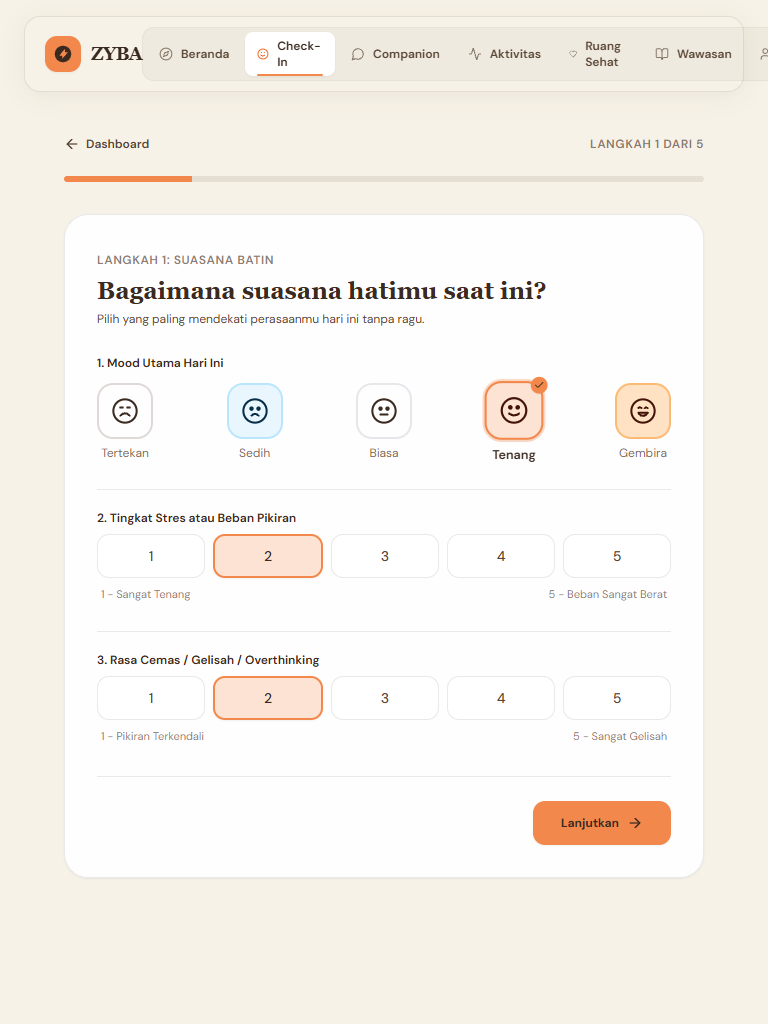 ZYBA
Beranda
Check-
In
Companion
Aktivitas
Ruang
Sehat
Wawasan
Dashboard
LANGKAH 1 DARI 5
LANGKAH 1: SUASANA BATIN
Bagaimana suasana hatimu saat ini?
Pilih yang paling mendekati perasaanmu hari ini tanpa ragu.
1. Mood Utama Hari Ini
Tertekan
Sedih
Biasa
Tenang
Gembira
2. Tingkat Stres atau Beban Pikiran
1 2 3 4 5
1 - Sangat Tenang
5 - Beban Sangat Berat
3. Rasa Cemas / Gelisah / Overthinking
1 2 3 4 5
1 - Pikiran Terkendali
5 - Sangat Gelisah
Lanjutkan